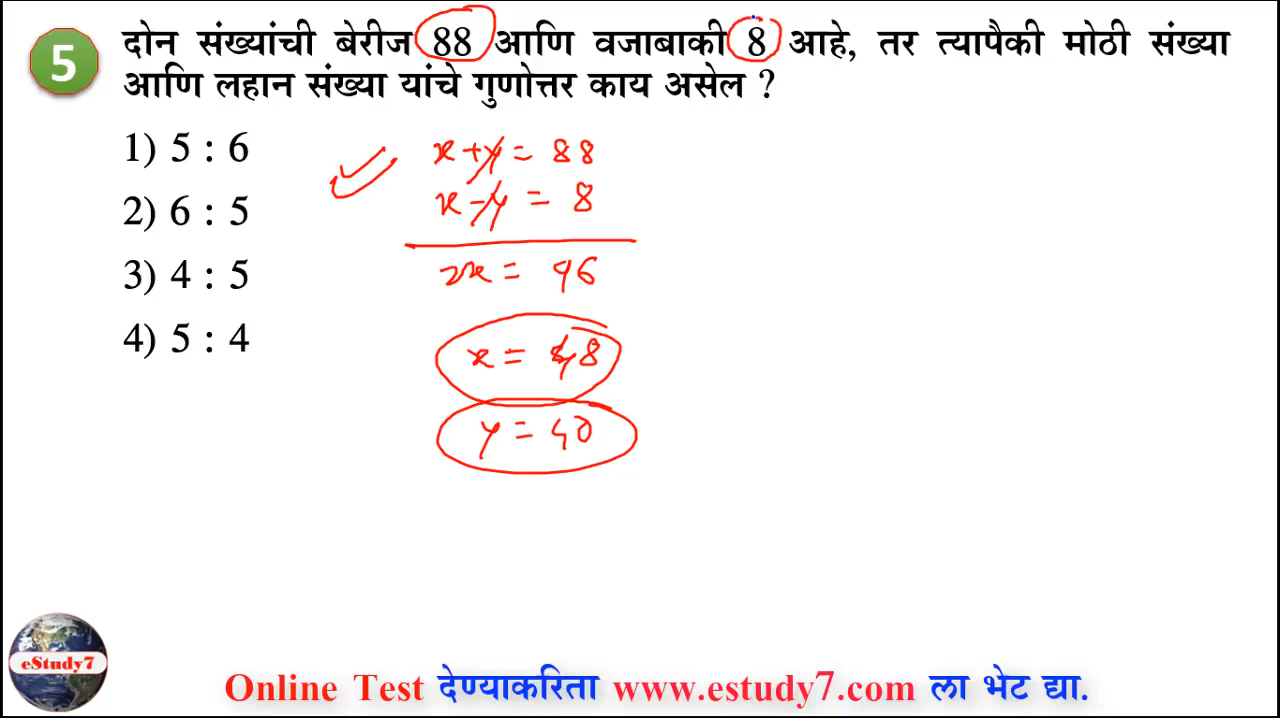 5 दोन संख्यांची बेरीज 88 आणि वजाबाकी 8 आहे, तर त्यापैकी मोठी संख्या
आणि लहान संख्या यांचे गुणोत्तर काय असेल ?
1) 5 : 6
2) 6 : 5
3) 4 : 5
4) 5 : 4
x + y = 88
x - y = 8
2x = 96
x = 48
y = 40
eStudy7
Online Test देण्याकरिता www.estudy7.com ला भेट द्या.